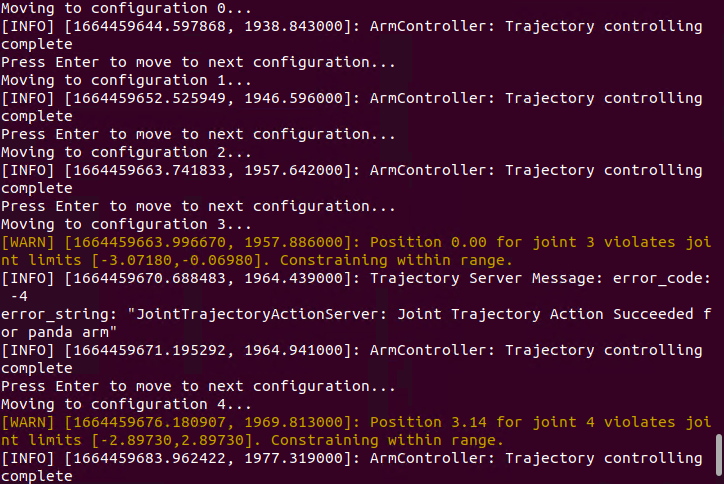 Moving to configuration 0...
[INFO] [1664459644.597868, 1938.843000]: ArmController: Trajectory controlling
complete
Press Enter to move to next configuration...
Moving to configuration 1...
[INFO] [1664459652.525949, 1946.596000]: ArmController: Trajectory controlling
complete
Press Enter to move to next configuration...
Moving to configuration 2...
[INFO] [1664459663.741833, 1957.642000]: ArmController: Trajectory controlling
complete
Press Enter to move to next configuration...
Moving to configuration 3...
[WARN] [1664459663.996670, 1957.886000]: Position 0.00 for joint 3 violates joi
nt limits [-3.07180,-0.06980]. Constraining within range.
[INFO] [1664459670.688483, 1964.439000]: Trajectory Server Message: error_code:
 -4
error_string: "JointTrajectoryActionServer: Joint Trajectory Action Succeeded f
or panda arm"
[INFO] [1664459671.195292, 1964.941000]: ArmController: Trajectory controlling
complete
Press Enter to move to next configuration...
Moving to configuration 4...
[WARN] [1664459676.180907, 1969.813000]: Position 3.14 for joint 4 violates joi
nt limits [-2.89730,2.89730]. Constraining within range.
[INFO] [1664459683.962422, 1977.319000]: ArmController: Trajectory controlling
complete